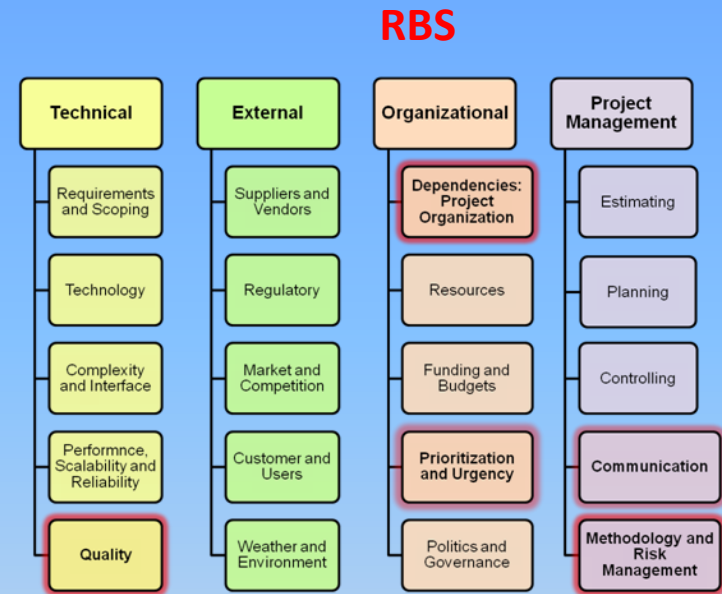 RBS
Technical
Requirements
and Scoping
Technology
Complexity
and Interface
Performnce,
Scalability and
Reliability
Quality
External
Suppliers and
Vendors
Regulatory
Market and
Competition
Customer and
Users
Weather and
Environment
Organizational
Dependencies:
Project
Organization
Resources
Funding and
Budgets
Prioritization
and Urgency
Politics and
Governance
Project
Management
Estimating
Planning
Controlling
Communication
Methodology and
Risk
Management